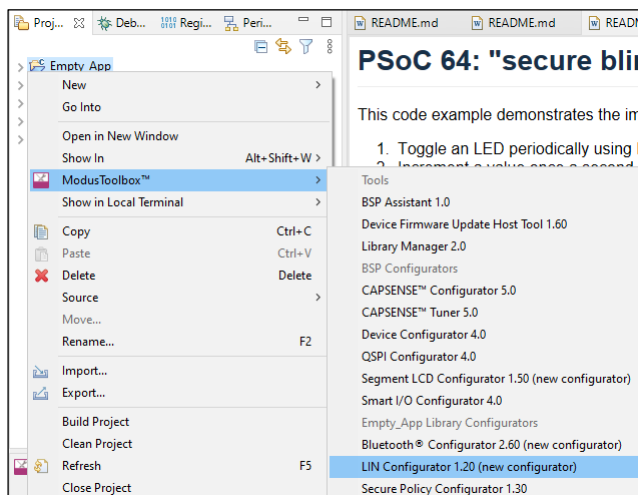 Proj...
Deb...
Regi...
Peri...
README.md
README.md
READM
Empty_App
PSoC 64: "secure blin
This code example demonstrates the im
1. Toggle an LED periodically using
New
Go Into
Open in New Window
Show In Alt+Shift+W
ModusToolbox™
Show in Local Terminal
Copy Ctrl+C
Paste Ctrl+V
Delete Delete
Source
Move...
Rename... F2
Import...
Export...
Build Project
Clean Project
Refresh F5
Close Project
Tools
BSP Assistant 1.0
Device Firmware Update Host Tool 1.60
Library Manager 2.0
BSP Configurators
CAPSENSE™ Configurator 5.0
CAPSENSE™ Tuner 5.0
Device Configurator 4.0
QSPI Configurator 4.0
Segment LCD Configurator 1.50 (new configurator)
Smart I/O Configurator 4.0
Empty_App Library Configurators
Bluetooth® Configurator 2.60 (new configurator)
LIN Configurator 1.20 (new configurator)
Secure Policy Configurator 1.30